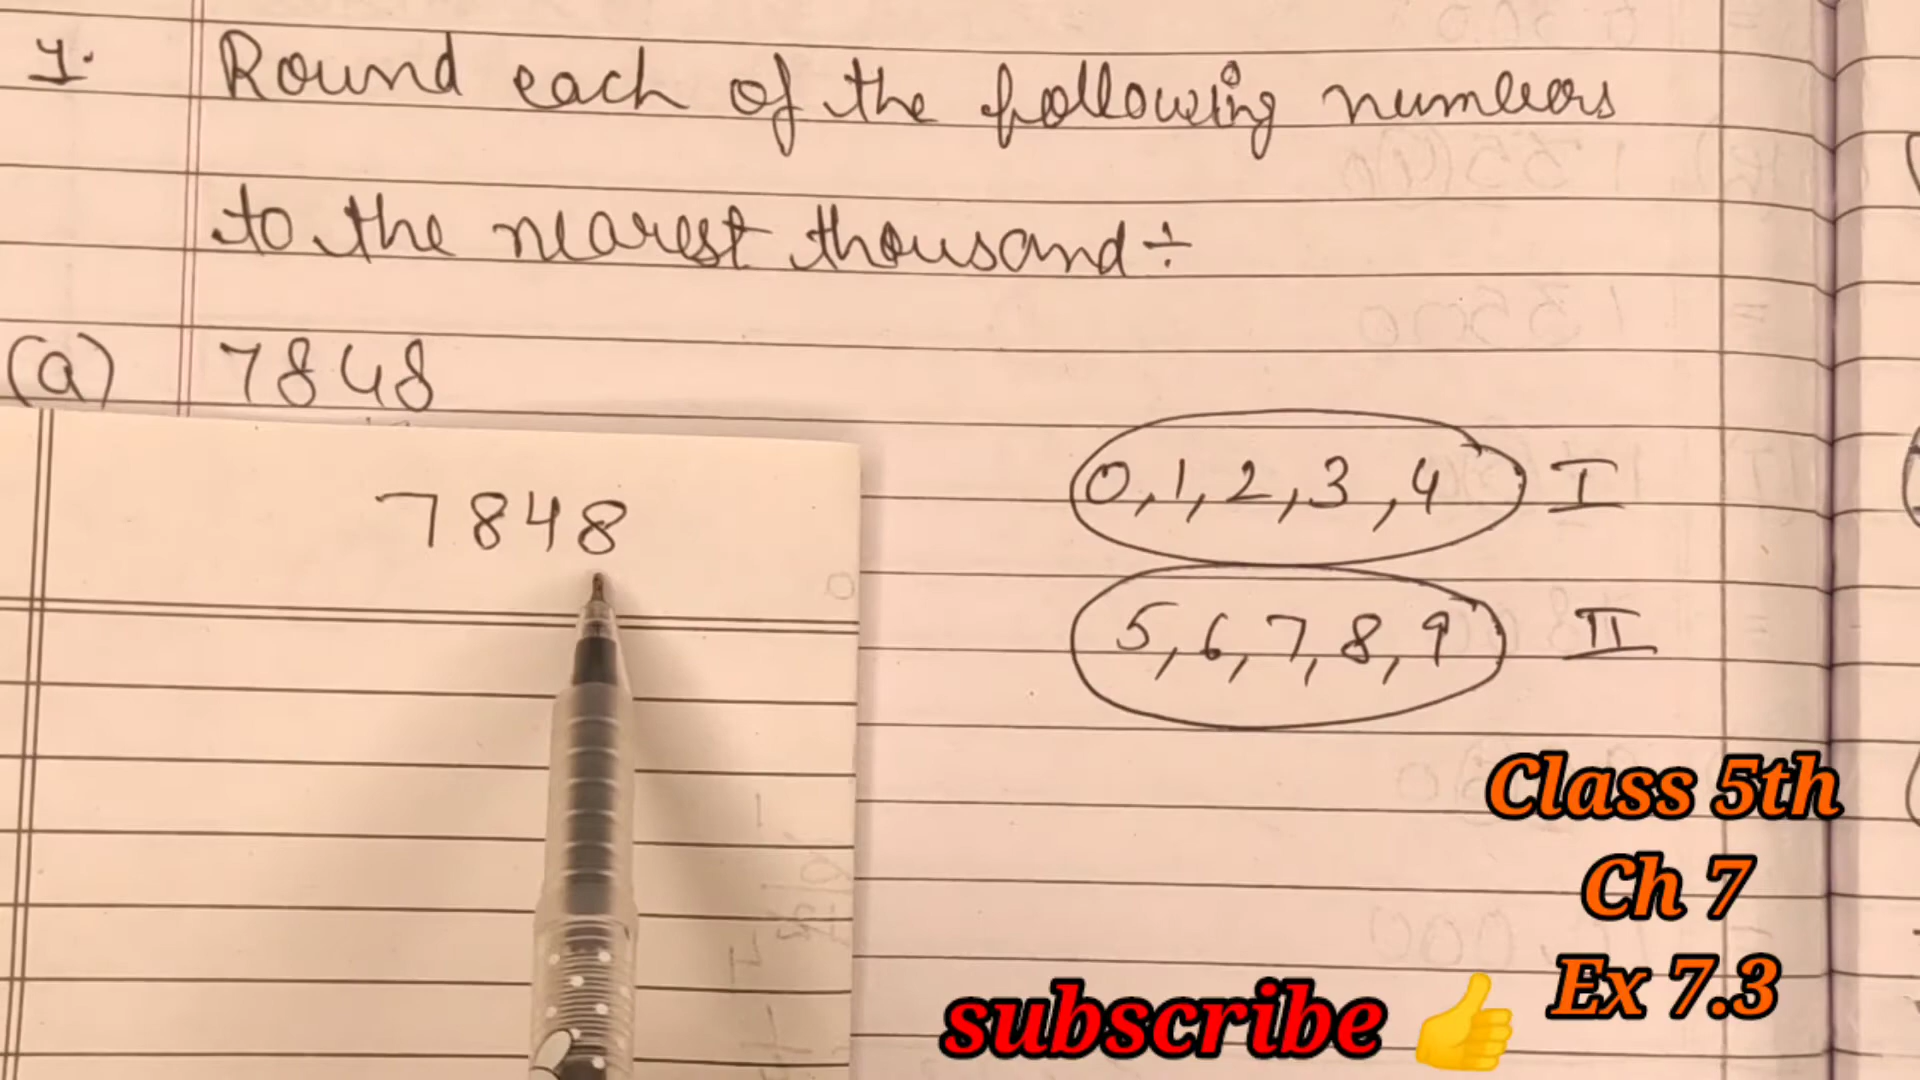 1. Round each of the following numbers
to the nearest thousand ÷
(a) 7848
7848
0, 1, 2, 3, 4 I
5, 6, 7, 8, 9 II
Class 5th
Ch 7
Ex 7.3
subscribe 👍